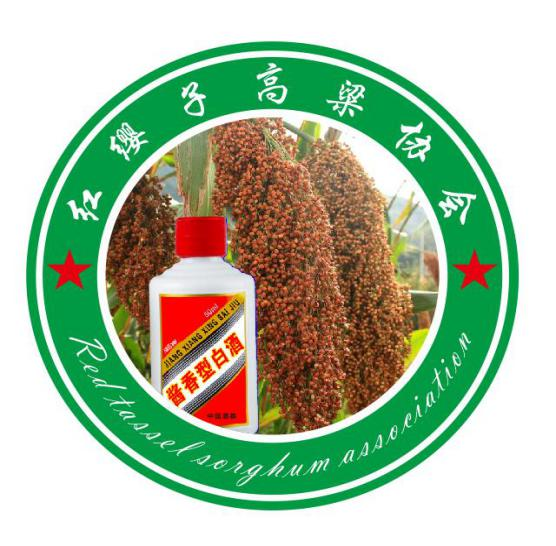 红缨子高粱协会
50ml
JIANG XIANG XING BAI JIU
酱香型白酒
Red tassel sorghum association